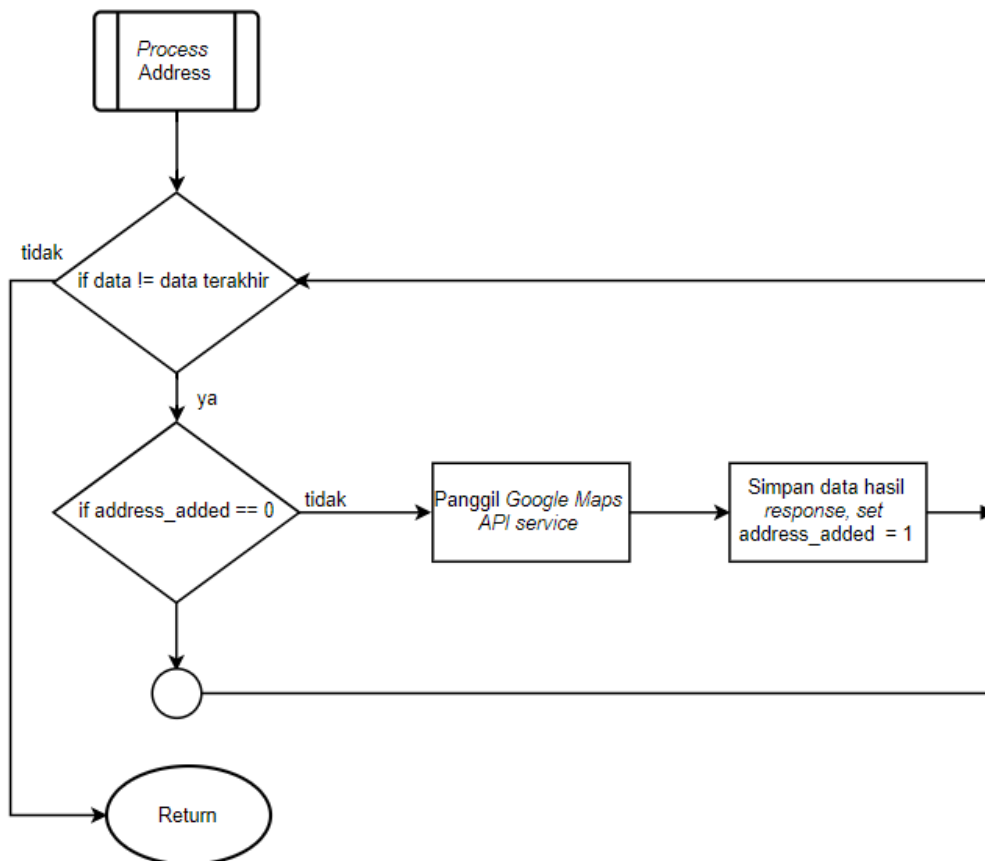 Process
Address
tidak
if data != data terakhir
ya
if address_added == 0
tidak
Panggil Google Maps
API service
Simpan data hasil
response, set
address_added = 1
Return